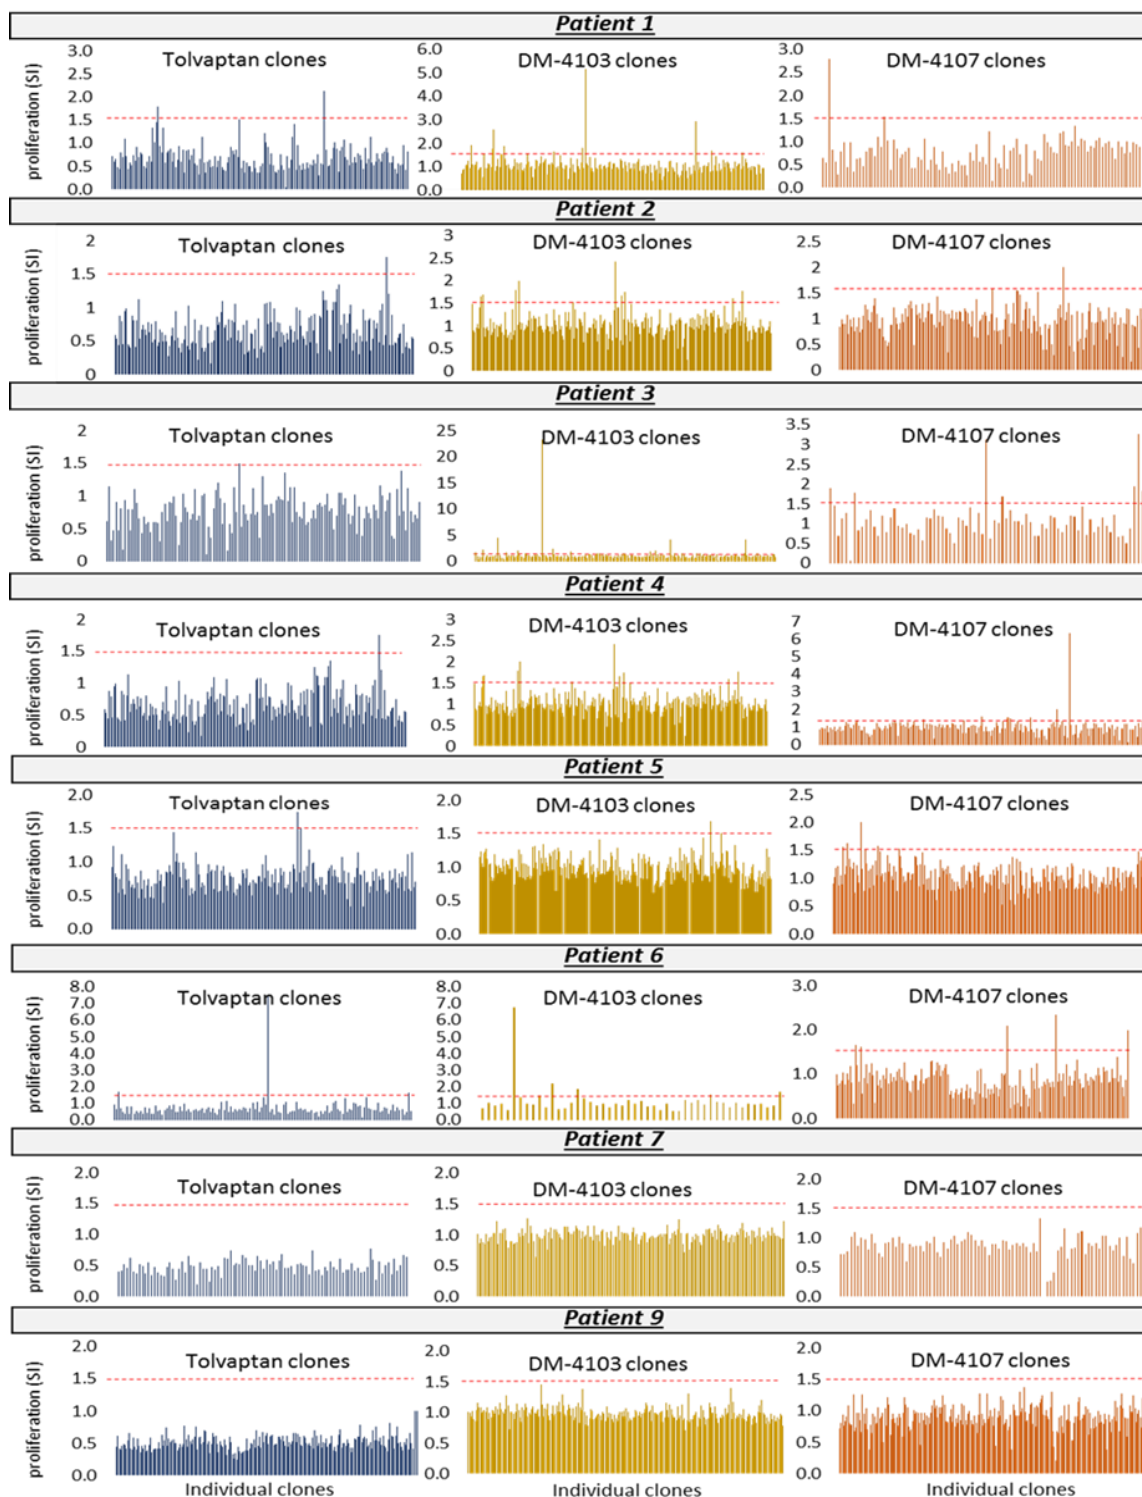 Patient 1
Tolvaptan clones DM-4103 clones DM-4107 clones
proliferation (SI)
3.0 2.5 2.0 1.5 1.0 0.5 0.0
6.0 5.0 4.0 3.0 2.0 1.0 0.0
3.0 2.5 2.0 1.5 1.0 0.5 0.0
Patient 2
Tolvaptan clones DM-4103 clones DM-4107 clones
proliferation (SI)
2 1.5 1 0.5 0
3 2.5 2 1.5 1 0.5 0
2.5 2 1.5 1 0.5 0
Patient 3
Tolvaptan clones DM-4103 clones DM-4107 clones
proliferation (SI)
2 1.5 1 0.5 0
25 20 15 10 5 0
3.5 3 2.5 2 1.5 1 0.5 0
Patient 4
Tolvaptan clones DM-4103 clones DM-4107 clones
proliferation (SI)
2 1.5 1 0.5 0
3 2.5 2 1.5 1 0.5 0
7 6 5 4 3 2 1 0
Patient 5
Tolvaptan clones DM-4103 clones DM-4107 clones
proliferation (SI)
2.0 1.5 1.0 0.5 0.0
2.0 1.5 1.0 0.5 0.0
2.5 2.0 1.5 1.0 0.5 0.0
Patient 6
Tolvaptan clones DM-4103 clones DM-4107 clones
proliferation (SI)
8.0 7.0 6.0 5.0 4.0 3.0 2.0 1.0 0.0
8.0 7.0 6.0 5.0 4.0 3.0 2.0 1.0 0.0
3.0 2.0 1.0 0.0
Patient 7
Tolvaptan clones DM-4103 clones DM-4107 clones
proliferation (SI)
2.0 1.5 1.0 0.5 0.0
2.0 1.5 1.0 0.5 0.0
2.0 1.5 1.0 0.5 0.0
Patient 9
Tolvaptan clones DM-4103 clones DM-4107 clones
proliferation (SI)
2.0 1.5 1.0 0.5 0.0
2.0 1.5 1.0 0.5 0.0
2.0 1.5 1.0 0.5 0.0
Individual clones Individual clones Individual clones